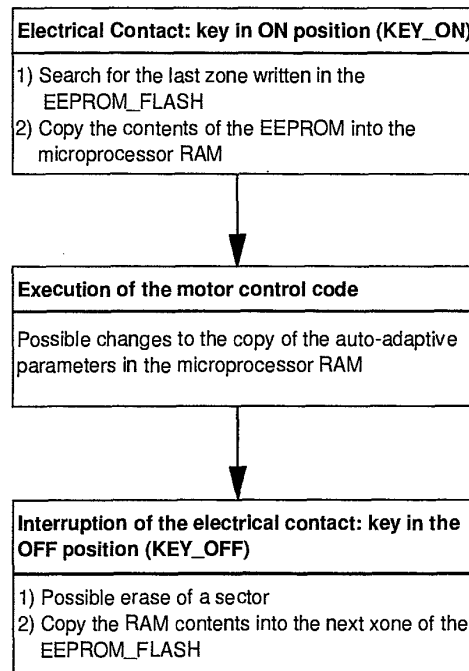 Electrical Contact: key in ON position (KEY_ON)
1) Search for the last zone written in the
EEPROM_FLASH
2) Copy the contents of the EEPROM into the
microprocessor RAM
Execution of the motor control code
Possible changes to the copy of the auto-adaptive
parameters in the microprocessor RAM
Interruption of the electrical contact: key in the
OFF position (KEY_OFF)
1) Possible erase of a sector
2) Copy the RAM contents into the next xone of the
EEPROM_FLASH